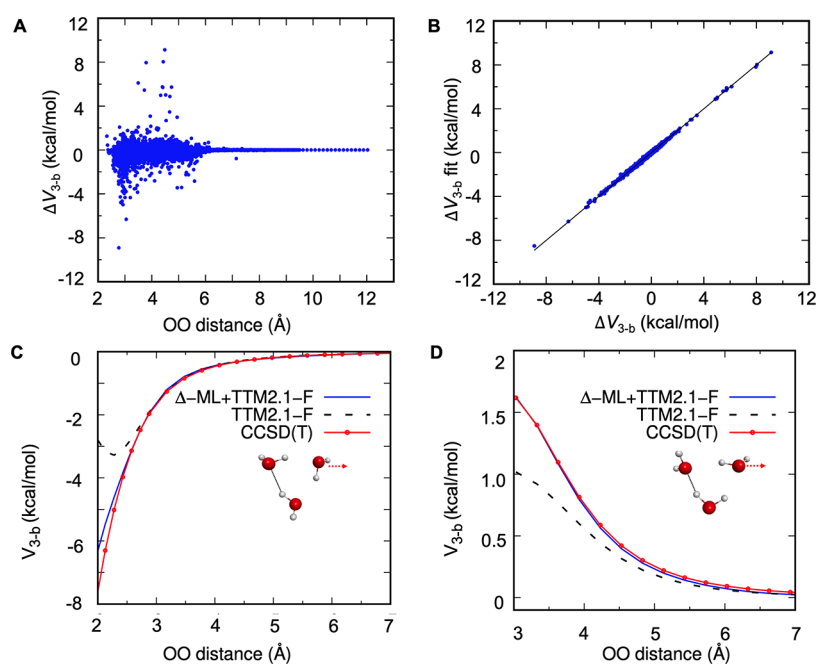 A
ΔV3-b (kcal/mol)
12
8
4
0
-4
-8
-12
2 4 6 8 10 12
OO distance (Å)
B
ΔV3-b fit (kcal/mol)
12
8
4
0
-4
-8
-12
-12 -8 -4 0 4 8 12
ΔV3-b (kcal/mol)
C
V3-b (kcal/mol)
0
-2
-4
-6
-8
Δ−ML+TTM2.1−F
TTM2.1−F
CCSD(T)
2 3 4 5 6 7
OO distance (Å)
D
V3-b (kcal/mol)
2
1.5
1.0
0.5
0
Δ−ML+TTM2.1−F
TTM2.1−F
CCSD(T)
3 4 5 6 7
OO distance (Å)